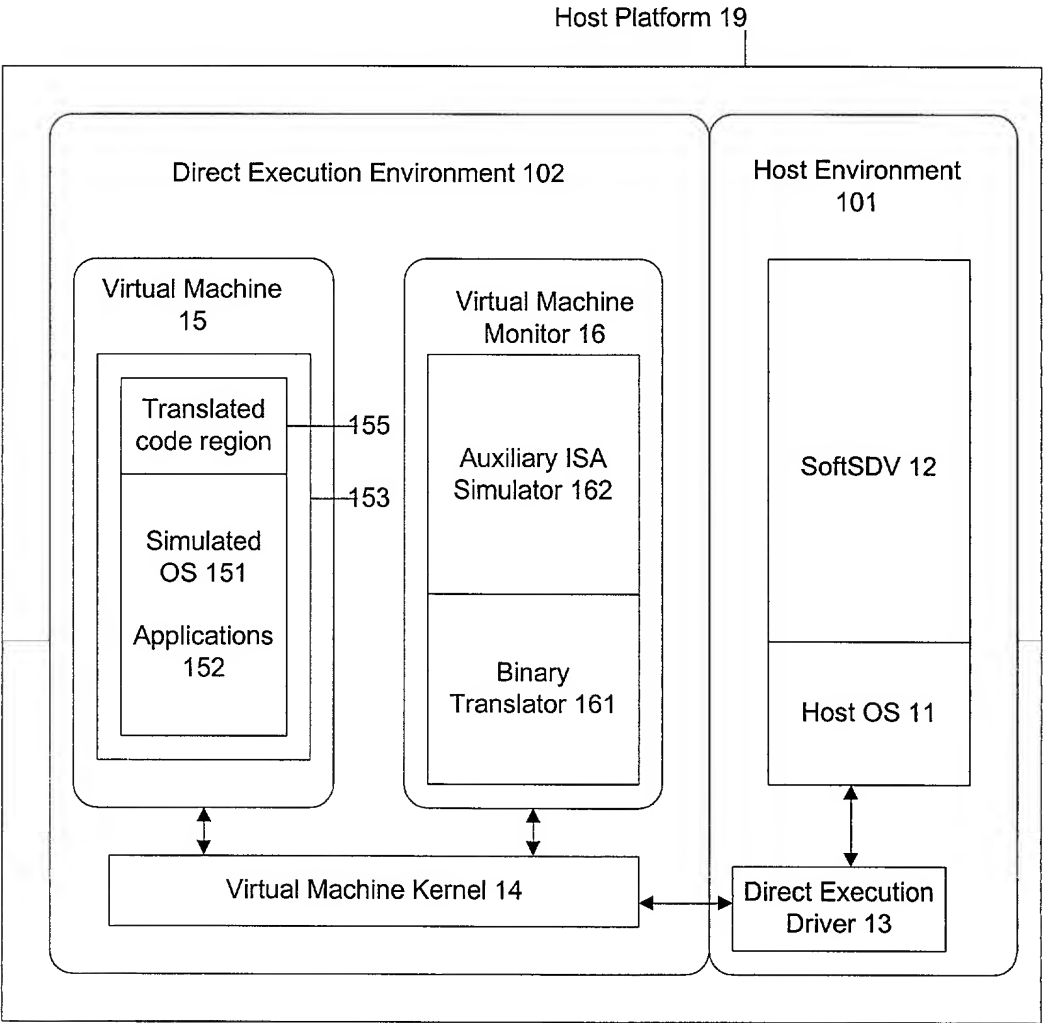 Host Platform 19
Direct Execution Environment 102
Host Environment
101
Virtual Machine
15
Translated
code region
155
153
Simulated
OS 151
Applications
152
Virtual Machine
Monitor 16
Auxiliary ISA
Simulator 162
Binary
Translator 161
SoftSDV 12
Host OS 11
Virtual Machine Kernel 14
Direct Execution
Driver 13